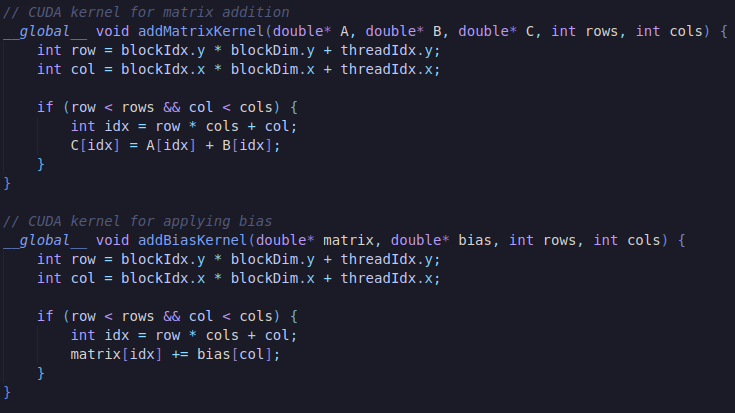 // CUDA kernel for matrix addition
__global__ void addMatrixKernel(double* A, double* B, double* C, int rows, int cols) {
    int row = blockIdx.y * blockDim.y + threadIdx.y;
    int col = blockIdx.x * blockDim.x + threadIdx.x;

    if (row < rows && col < cols) {
        int idx = row * cols + col;
        C[idx] = A[idx] + B[idx];
    }
}

// CUDA kernel for applying bias
__global__ void addBiasKernel(double* matrix, double* bias, int rows, int cols) {
    int row = blockIdx.y * blockDim.y + threadIdx.y;
    int col = blockIdx.x * blockDim.x + threadIdx.x;

    if (row < rows && col < cols) {
        int idx = row * cols + col;
        matrix[idx] += bias[col];
    }
}